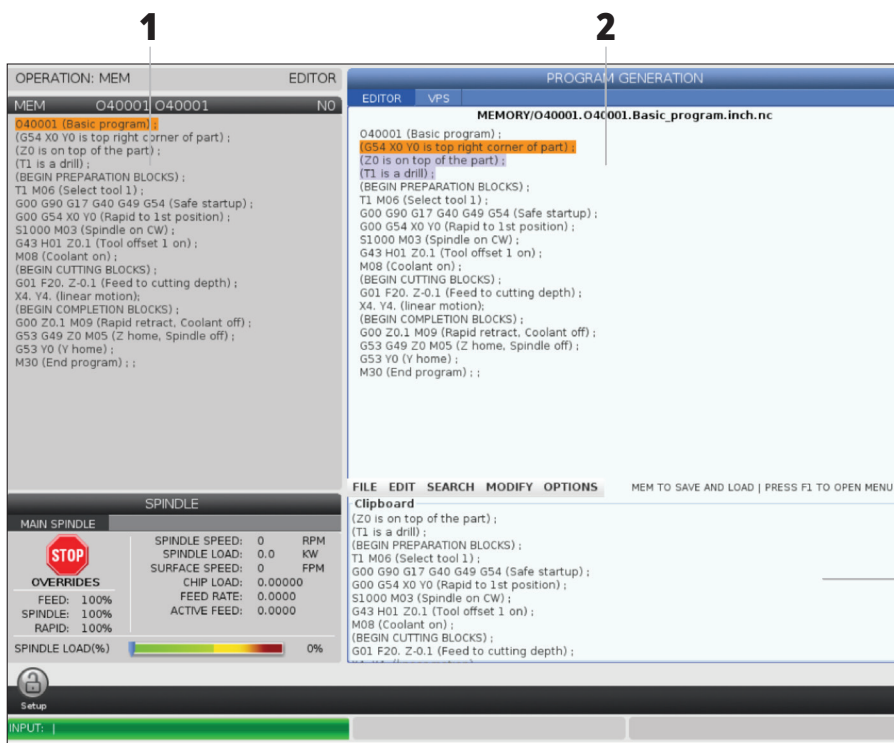 1
2
OPERATION: MEM EDITOR
MEM O40001 O40001 N0
O40001 (Basic program) ;
(G54 X0 Y0 is top right corner of part) ;
(Z0 is on top of the part) ;
(T1 is a drill) ;
(BEGIN PREPARATION BLOCKS) ;
T1 M06 (Select tool 1) ;
G00 G90 G17 G40 G49 G54 (Safe startup) ;
G00 G54 X0 Y0 (Rapid to 1st position) ;
S1000 M03 (Spindle on CW) ;
G43 H01 Z0.1 (Tool offset 1 on) ;
M08 (Coolant on) ;
(BEGIN CUTTING BLOCKS) ;
G01 F20. Z-0.1 (Feed to cutting depth) ;
X4. Y4. (linear motion);
(BEGIN COMPLETION BLOCKS) ;
G00 Z0.1 M09 (Rapid retract, Coolant off) ;
G53 G49 Z0 M05 (Z home, Spindle off) ;
G53 Y0 (Y home) ;
M30 (End program) ; ;
PROGRAM GENERATION
EDITOR VPS
MEMORY/O40001.O40001.Basic_program.inch.nc
O40001 (Basic program) ;
(G54 X0 Y0 is top right corner of part) ;
(Z0 is on top of the part) ;
(T1 is a drill) ;
(BEGIN PREPARATION BLOCKS) ;
T1 M06 (Select tool 1) ;
G00 G90 G17 G40 G49 G54 (Safe startup) ;
G00 G54 X0 Y0 (Rapid to 1st position) ;
S1000 M03 (Spindle on CW) ;
G43 H01 Z0.1 (Tool offset 1 on) ;
M08 (Coolant on) ;
(BEGIN CUTTING BLOCKS) ;
G01 F20. Z-0.1 (Feed to cutting depth) ;
X4. Y4. (linear motion);
(BEGIN COMPLETION BLOCKS) ;
G00 Z0.1 M09 (Rapid retract, Coolant off) ;
G53 G49 Z0 M05 (Z home, Spindle off) ;
G53 Y0 (Y home) ;
M30 (End program) ; ;
FILE EDIT SEARCH MODIFY OPTIONS MEM TO SAVE AND LOAD | PRESS F1 TO OPEN MENU
Clipboard
(Z0 is on top of the part) ;
(T1 is a drill) ;
(BEGIN PREPARATION BLOCKS) ;
T1 M06 (Select tool 1) ;
G00 G90 G17 G40 G49 G54 (Safe startup) ;
G00 G54 X0 Y0 (Rapid to 1st position) ;
S1000 M03 (Spindle on CW) ;
G43 H01 Z0.1 (Tool offset 1 on) ;
M08 (Coolant on) ;
(BEGIN CUTTING BLOCKS) ;
G01 F20. Z-0.1 (Feed to cutting depth) ;
SPINDLE
MAIN SPINDLE
STOP
OVERRIDES
FEED: 100%
SPINDLE: 100%
RAPID: 100%
SPINDLE SPEED: 0 RPM
SPINDLE LOAD: 0.0 KW
SURFACE SPEED: 0 FPM
CHIP LOAD: 0.00000
FEED RATE: 0.0000
ACTIVE FEED: 0.0000
SPINDLE LOAD(%) 0%
Setup
INPUT: |